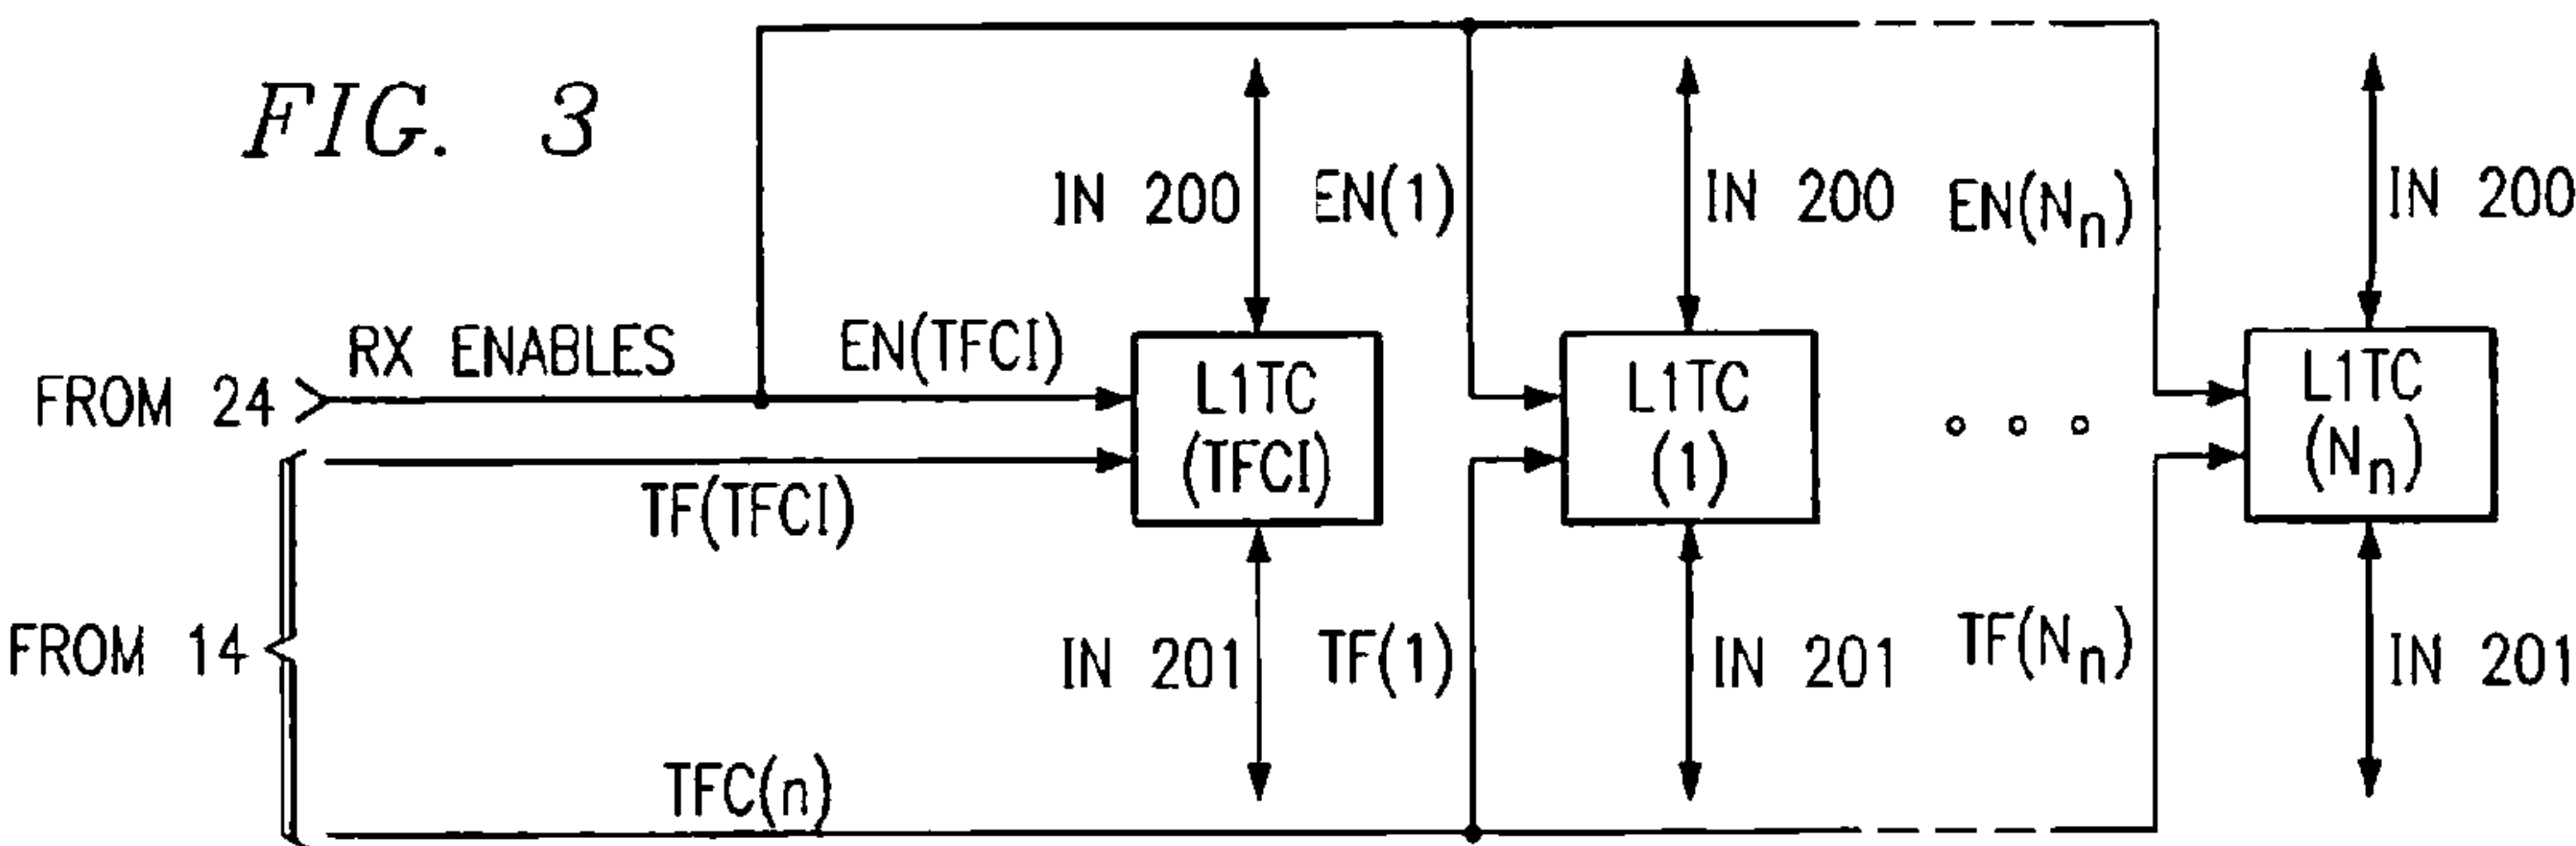 FIG. 3
IN 200
EN(1)
IN 200
EN(Nn)
IN 200
FROM 24
RX ENABLES
EN(TFCI)
L1TC
(TFCI)
L1TC
(1)
L1TC
(Nn)
TF(TFCI)
FROM 14
IN 201
TF(1)
IN 201
TF(Nn)
IN 201
TFC(n)